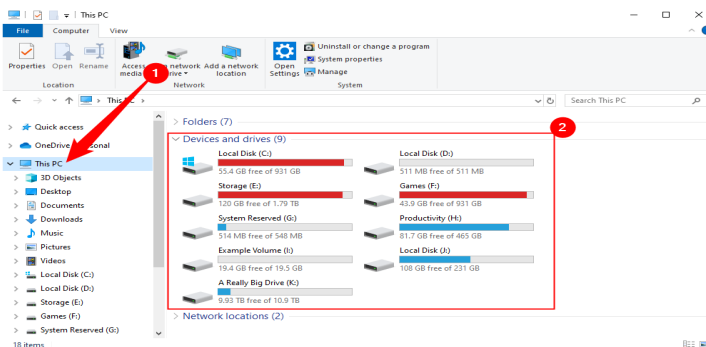 This PC
File Computer View
Properties Open Rename Access media network drive Add a network location Open Settings Uninstall or change a program
System properties
Manage
Location Network System
1
This PC Search This PC
2
Quick access
OneDrive
This PC
3D Objects
Desktop
Documents
Downloads
Music
Pictures
Videos
Local Disk (C:)
Local Disk (D:)
Storage (E:)
Games (F:)
System Reserved (G:)
Folders (7)
Devices and drives (9)
Local Disk (C:)
55.4 GB free of 931 GB
Local Disk (D:)
511 MB free of 511 MB
Storage (E:)
120 GB free of 1.79 TB
Games (F:)
43.9 GB free of 931 GB
System Reserved (G:)
514 MB free of 548 MB
Productivity (H:)
81.7 GB free of 465 GB
Example Volume (I:)
19.4 GB free of 19.5 GB
Local Disk (J:)
108 GB free of 231 GB
A Really Big Drive (K:)
9.93 TB free of 10.9 TB
Network locations (2)
18 items